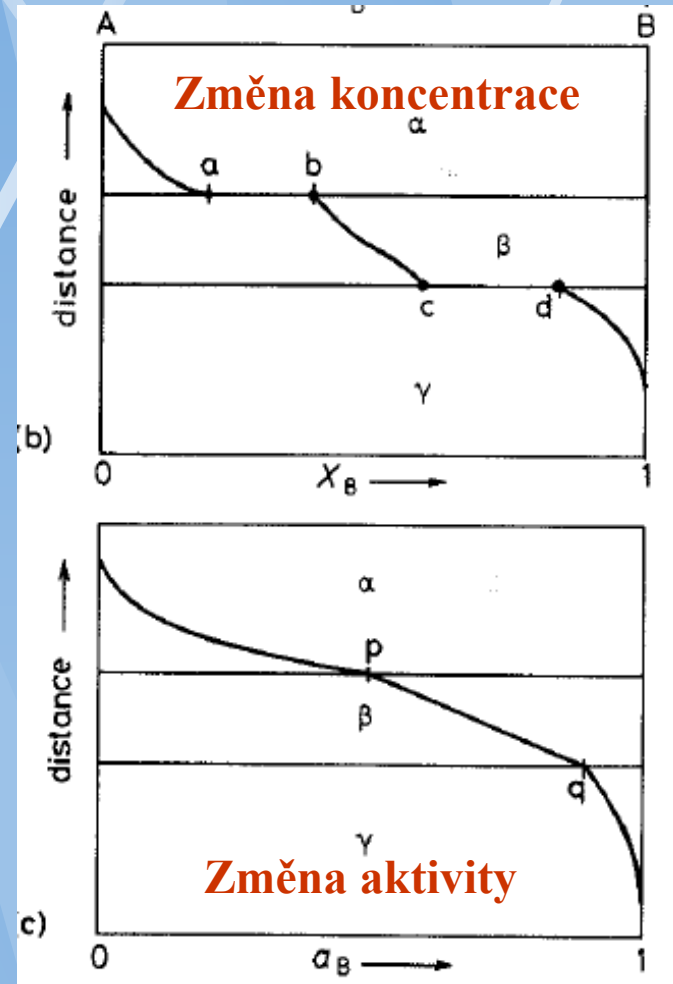 A B
Změna koncentrace
α
a b
β
c d
γ
distance
(b)
0 X_B 1
α
p
β
q
γ
distance
Změna aktivity
(c)
0 a_B 1